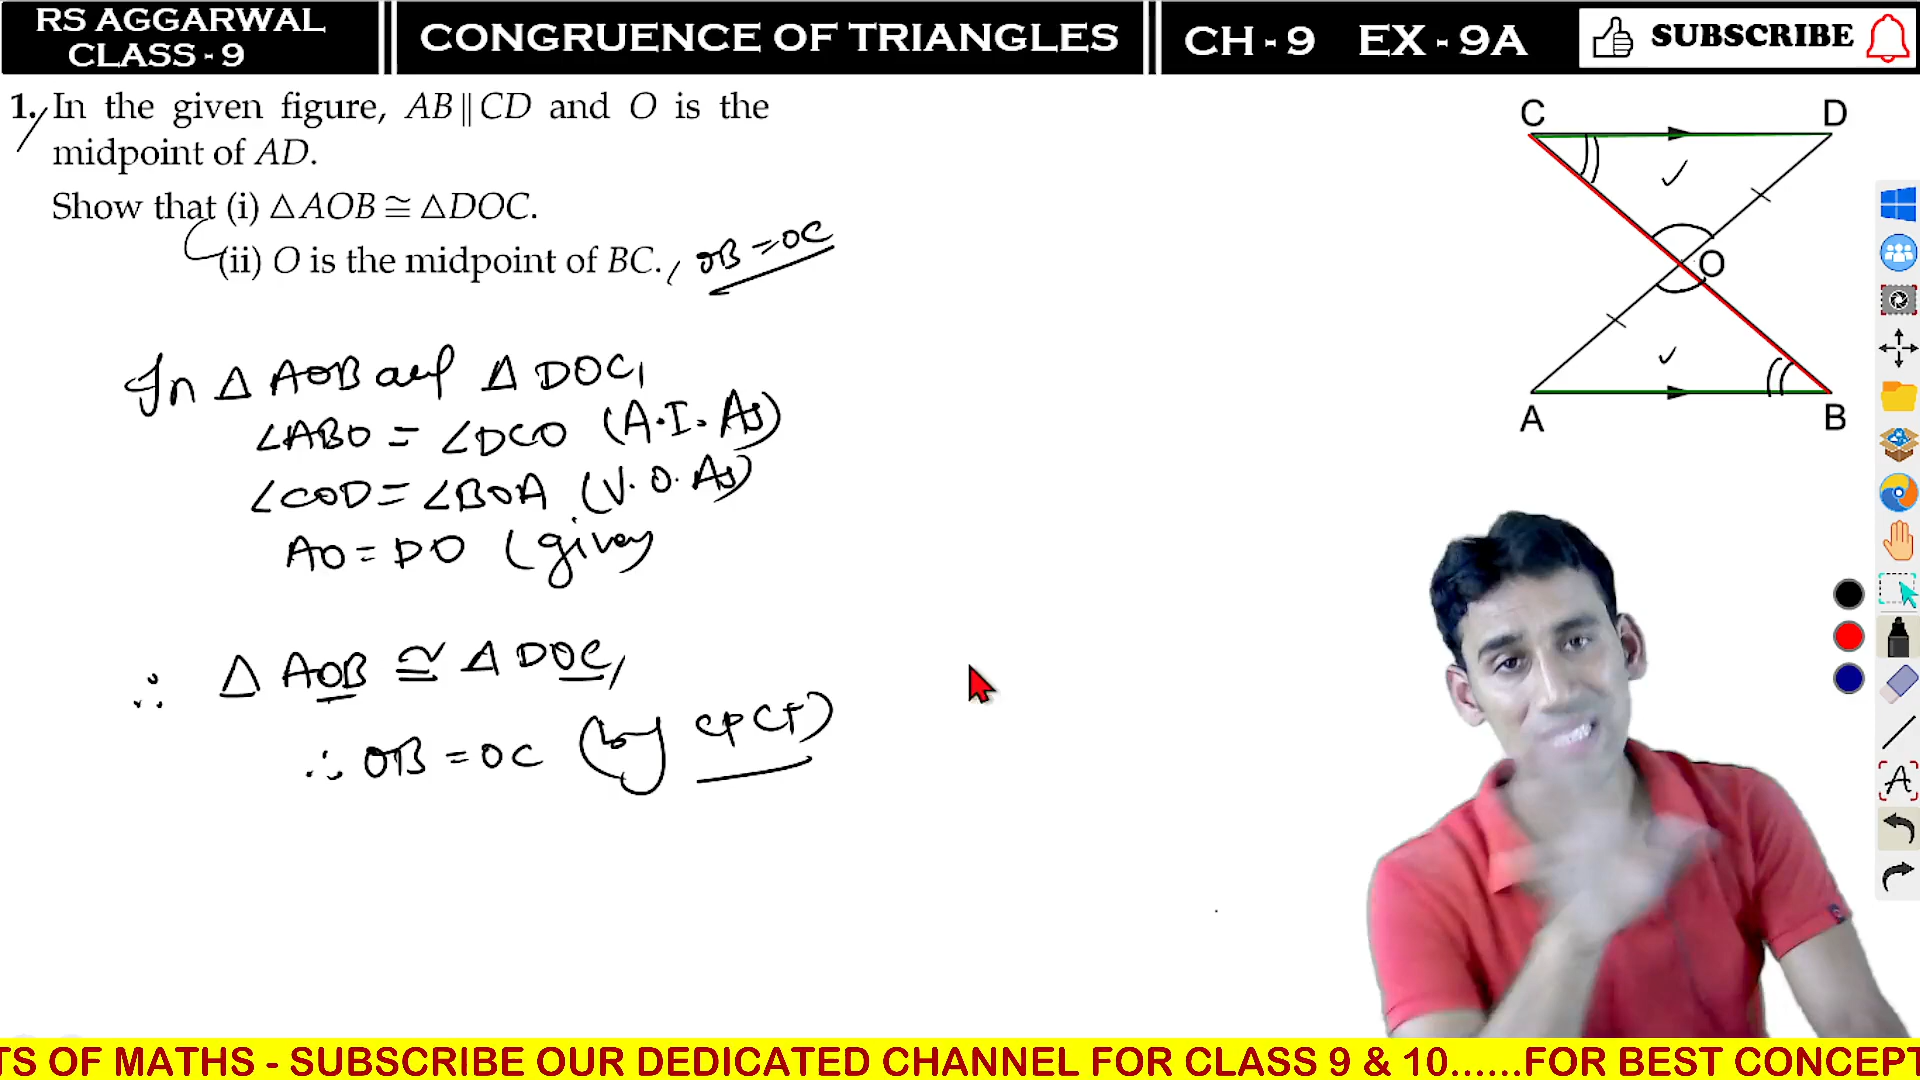 RS AGGARWAL
CLASS - 9
CONGRUENCE OF TRIANGLES
CH - 9 EX - 9A
SUBSCRIBE
1. In the given figure, AB || CD and O is the
midpoint of AD.
Show that (i) △AOB ≅ △DOC.
(ii) O is the midpoint of BC.
OB = OC
C
D
O
A
B
In △ AOB and △ DOC,
∠ABO = ∠DCO (A.I.As)
∠COD = ∠BOA (V.O.As)
AO = DO (given)
∴ △ AOB ≅ △ DOC,
∴ OB = OC (by CPCT)
A
TS OF MATHS - SUBSCRIBE OUR DEDICATED CHANNEL FOR CLASS 9 & 10......FOR BEST CONCEPT